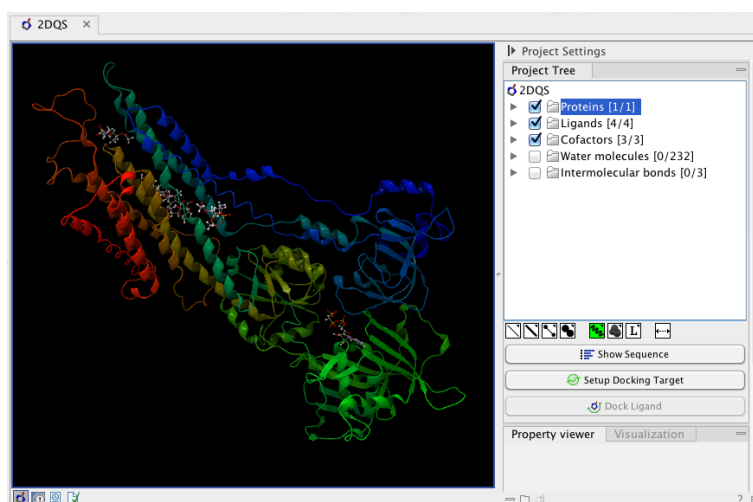 2DQS ×
Project Settings
Project Tree
2DQS
Proteins [1/1]
Ligands [4/4]
Cofactors [3/3]
Water molecules [0/232]
Intermolecular bonds [0/3]
L
Show Sequence
Setup Docking Target
Dock Ligand
Property viewer Visualization
?